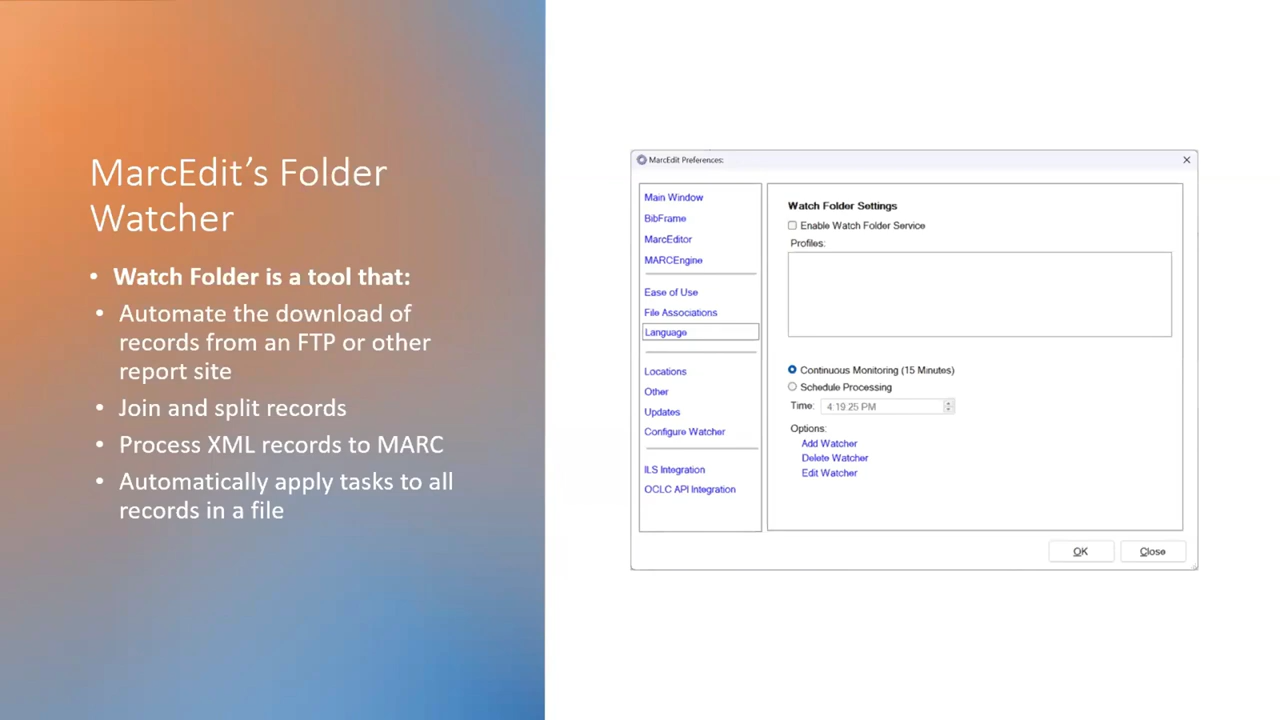 MarcEdit’s Folder
Watcher
• Watch Folder is a tool that:
• Automate the download of
records from an FTP or other
report site
• Join and split records
• Process XML records to MARC
• Automatically apply tasks to all
records in a file
MarcEdit Preferences:
Main Window
BibFrame
MarcEditor
MARCEngine
Ease of Use
File Associations
Language
Locations
Other
Updates
Configure Watcher
ILS Integration
OCLC API Integration
Watch Folder Settings
Enable Watch Folder Service
Profiles:
Continuous Monitoring (15 Minutes)
Schedule Processing
Time: 4:19:25 PM
Options:
Add Watcher
Delete Watcher
Edit Watcher
OK
Close